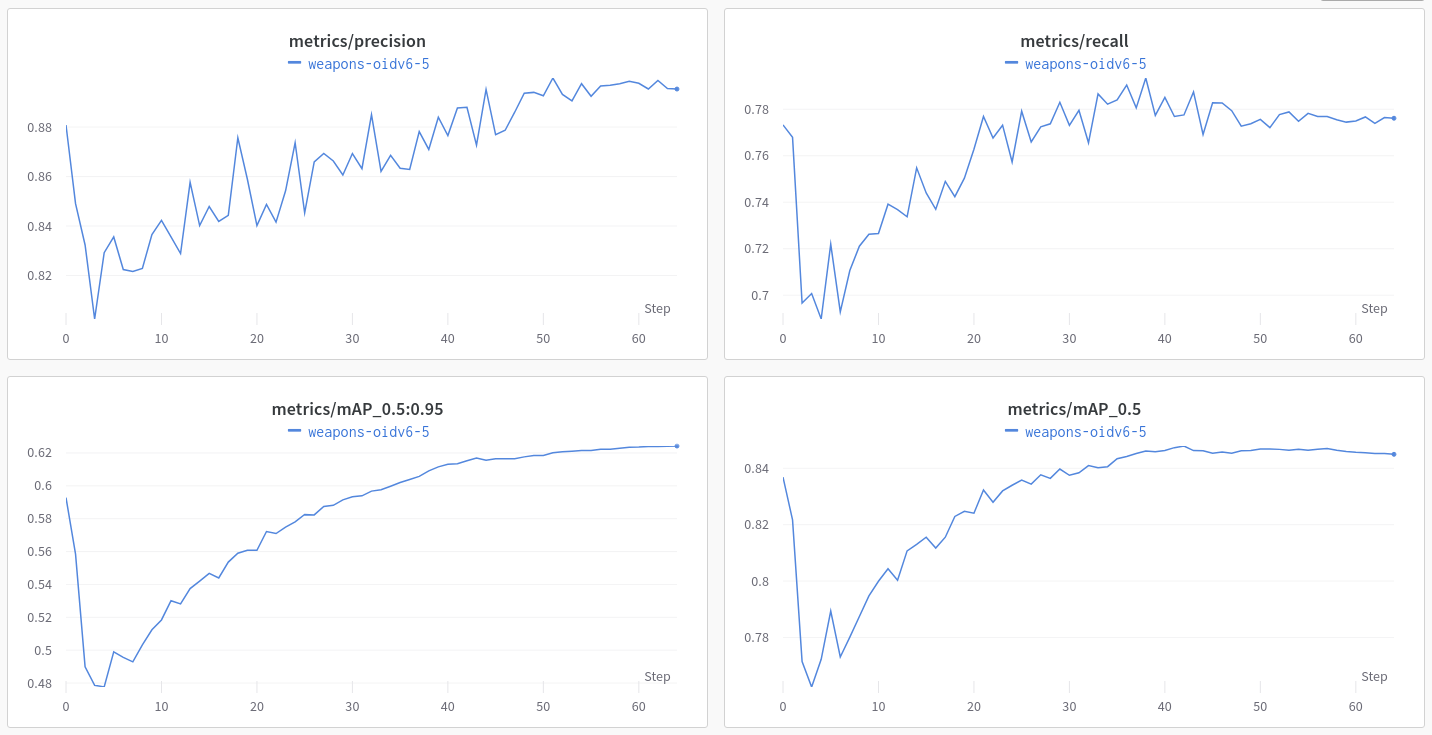 metrics/precision
weapons-oidv6-5
0.88
0.86
0.84
0.82
Step
0 10 20 30 40 50 60
metrics/recall
weapons-oidv6-5
0.78
0.76
0.74
0.72
0.7
Step
0 10 20 30 40 50 60
metrics/mAP_0.5:0.95
weapons-oidv6-5
0.62
0.6
0.58
0.56
0.54
0.52
0.5
0.48
Step
0 10 20 30 40 50 60
metrics/mAP_0.5
weapons-oidv6-5
0.84
0.82
0.8
0.78
Step
0 10 20 30 40 50 60